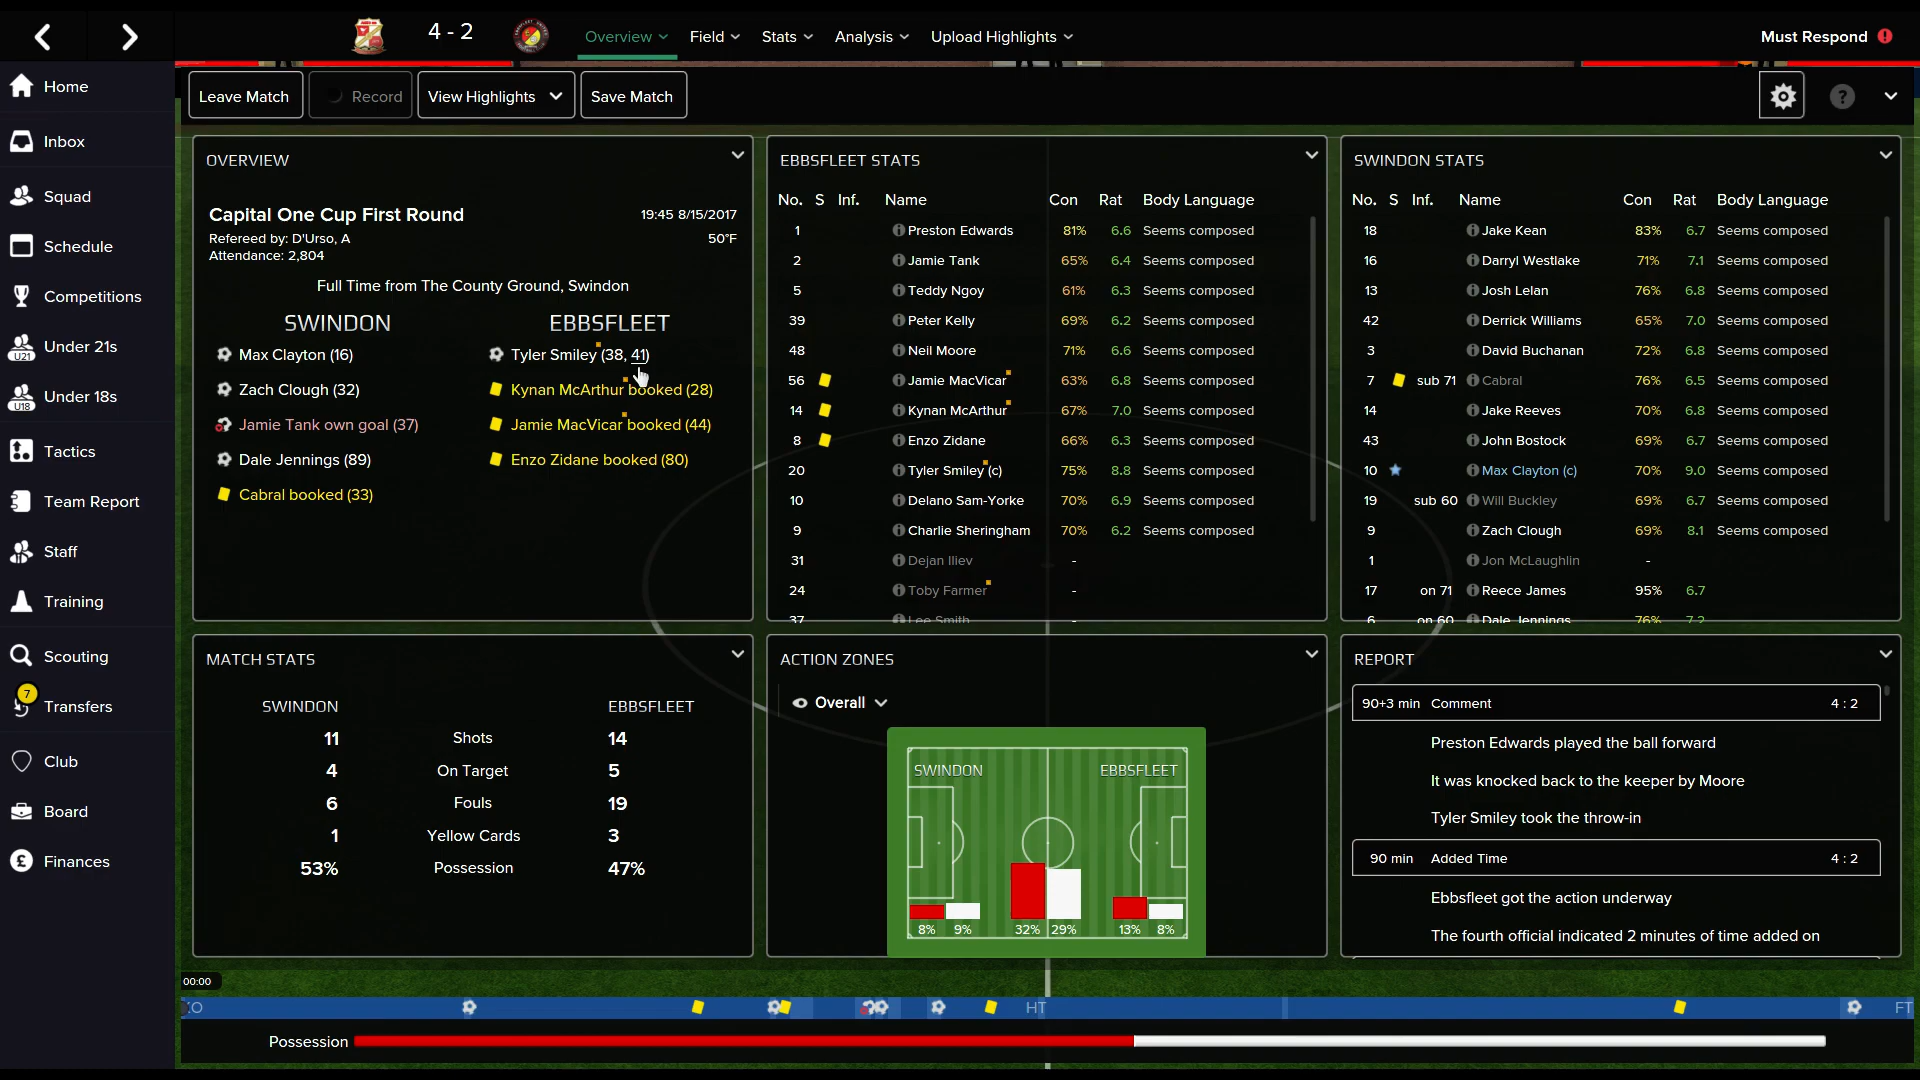 4 - 2
Overview
Field
Stats
Analysis
Upload Highlights
Must Respond
Home
Inbox
Squad
Schedule
Competitions
U21 Under 21s
U18 Under 18s
Tactics
Team Report
Staff
Training
Scouting
7
Transfers
Club
Board
Finances
Leave Match
Record
View Highlights
Save Match
?
OVERVIEW
Capital One Cup First Round
19:45 8/15/2017
Refereed by: D'Urso, A
50°F
Attendance: 2,804
Full Time from The County Ground, Swindon
SWINDON
EBBSFLEET
Max Clayton (16)
Tyler Smiley (38, 41)
Zach Clough (32)
Kynan McArthur booked (28)
Jamie Tank own goal (37)
Jamie MacVicar booked (44)
Dale Jennings (89)
Enzo Zidane booked (80)
Cabral booked (33)
EBBSFLEET STATS
No. S Inf. Name Con Rat Body Language
1 Preston Edwards 81% 6.6 Seems composed
2 Jamie Tank 65% 6.4 Seems composed
5 Teddy Ngoy 61% 6.3 Seems composed
39 Peter Kelly 69% 6.2 Seems composed
48 Neil Moore 71% 6.6 Seems composed
56 Jamie MacVicar 63% 6.8 Seems composed
14 Kynan McArthur 67% 7.0 Seems composed
8 Enzo Zidane 66% 6.3 Seems composed
20 Tyler Smiley (c) 75% 8.8 Seems composed
10 Delano Sam-Yorke 70% 6.9 Seems composed
9 Charlie Sheringham 70% 6.2 Seems composed
31 Dejan Iliev -
24 Toby Farmer -
37 Lee Smith -
SWINDON STATS
No. S Inf. Name Con Rat Body Language
18 Jake Kean 83% 6.7 Seems composed
16 Darryl Westlake 71% 7.1 Seems composed
13 Josh Lelan 76% 6.8 Seems composed
42 Derrick Williams 65% 7.0 Seems composed
3 David Buchanan 72% 6.8 Seems composed
7 sub 71 Cabral 76% 6.5 Seems composed
14 Jake Reeves 70% 6.8 Seems composed
43 John Bostock 69% 6.7 Seems composed
10 Max Clayton (c) 70% 9.0 Seems composed
19 sub 60 Will Buckley 69% 6.7 Seems composed
9 Zach Clough 69% 8.1 Seems composed
1 Jon McLaughlin -
17 on 71 Reece James 95% 6.7
6 on 60 Dale Jennings 76% 7.2
MATCH STATS
SWINDON EBBSFLEET
11 Shots 14
4 On Target 5
6 Fouls 19
1 Yellow Cards 3
53% Possession 47%
ACTION ZONES
Overall
SWINDON EBBSFLEET
8% 9% 32% 29% 13% 8%
REPORT
90+3 min Comment 4 : 2
Preston Edwards played the ball forward
It was knocked back to the keeper by Moore
Tyler Smiley took the throw-in
90 min Added Time 4 : 2
Ebbsfleet got the action underway
The fourth official indicated 2 minutes of time added on
00:00
HT
FT
Possession